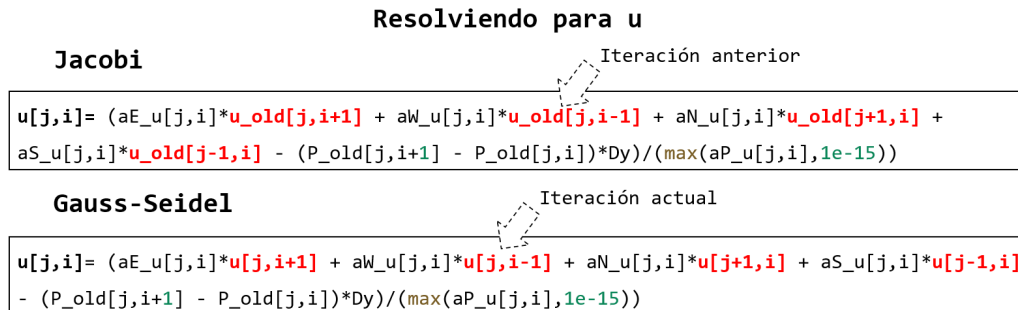 Resolviendo para u
Jacobi
Iteración anterior
u[j,i]= (aE_u[j,i]*u_old[j,i+1] + aW_u[j,i]*u_old[j,i-1] + aN_u[j,i]*u_old[j+1,i] +
aS_u[j,i]*u_old[j-1,i] - (P_old[j,i+1] - P_old[j,i])*Dy)/(max(aP_u[j,i],1e-15))
Gauss-Seidel
Iteración actual
u[j,i]= (aE_u[j,i]*u[j,i+1] + aW_u[j,i]*u[j,i-1] + aN_u[j,i]*u[j+1,i] + aS_u[j,i]*u[j-1,i]
- (P_old[j,i+1] - P_old[j,i])*Dy)/(max(aP_u[j,i],1e-15))